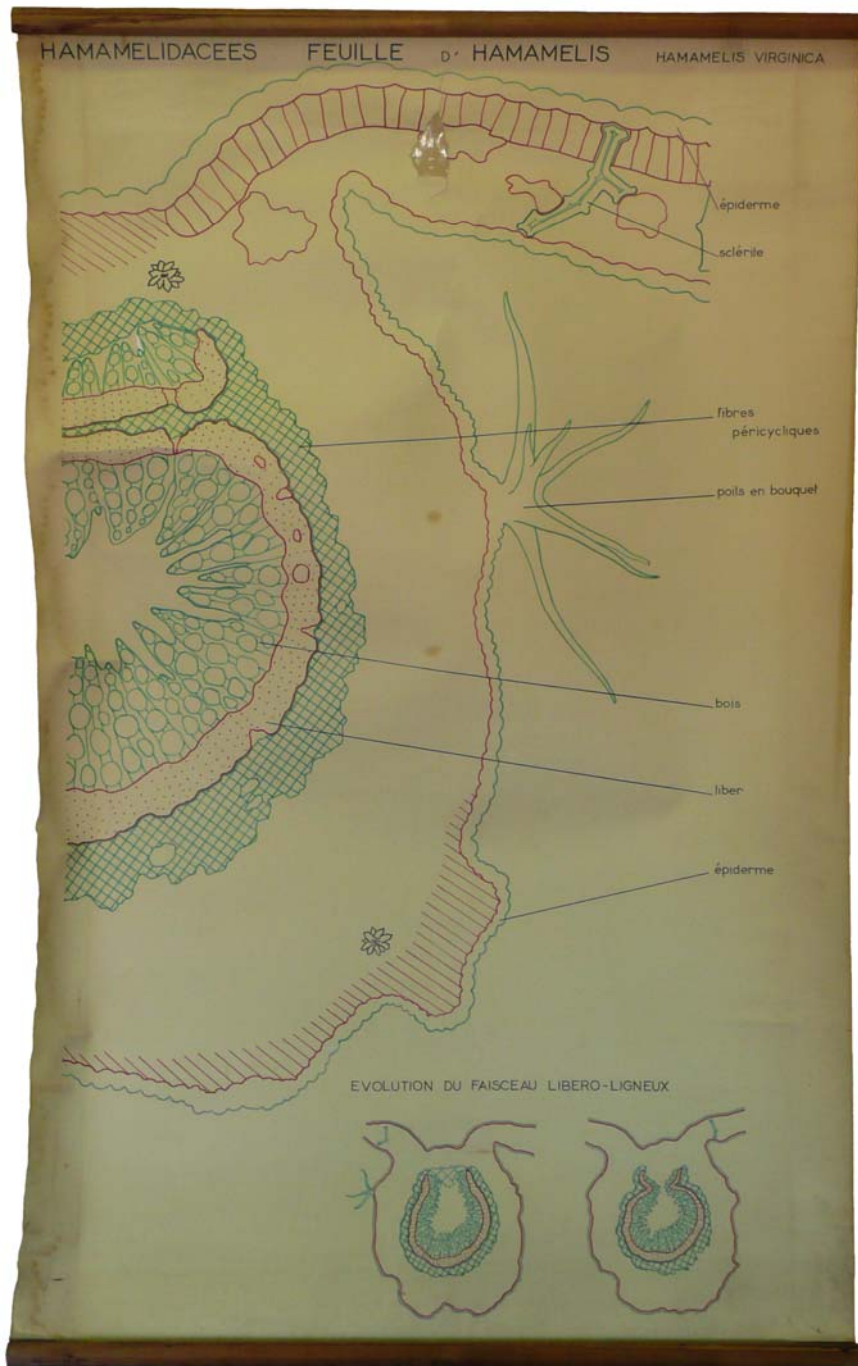 HAMAMELIDACEES FEUILLE D' HAMAMELIS HAMAMELIS VIRGINICA
épiderme
sclérite
fibres
péricycliques
poils en bouquet
bois
liber
épiderme
EVOLUTION DU FAISCEAU LIBERO-LIGNEUX